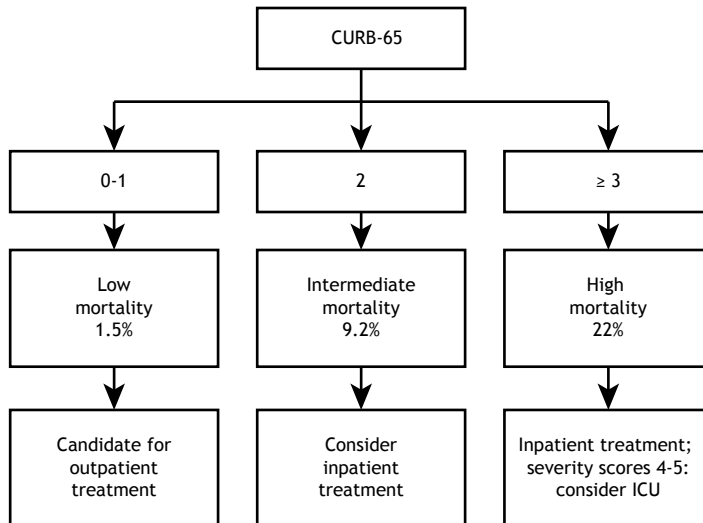 CURB-65
0-1
2
≥ 3
Low
mortality
1.5%
Intermediate
mortality
9.2%
High
mortality
22%
Candidate for
outpatient
treatment
Consider
inpatient
treatment
Inpatient treatment;
severity scores 4-5:
consider ICU